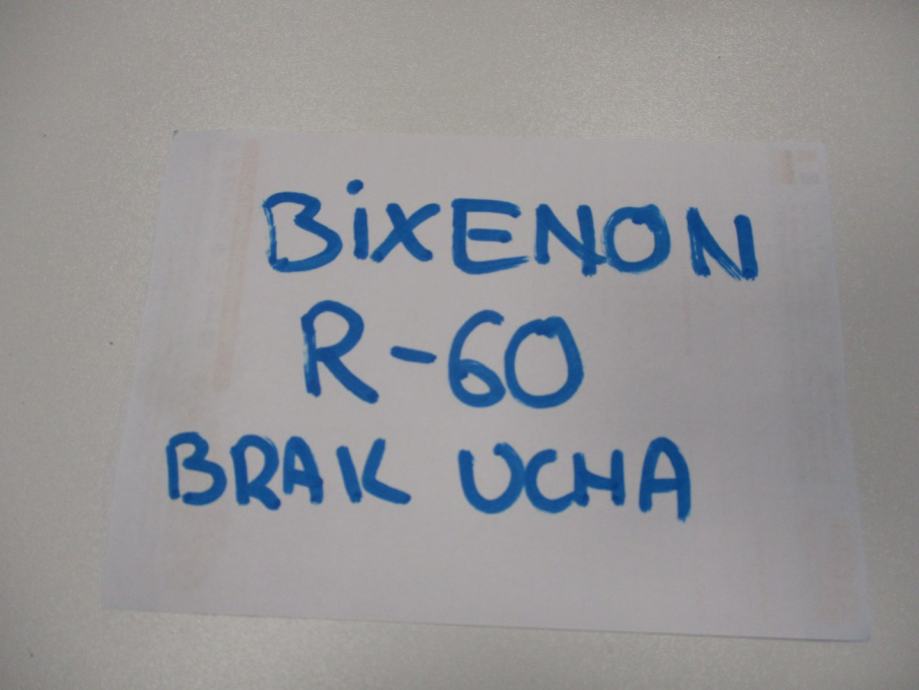 BiXENON
R-60
BRAK UCHA